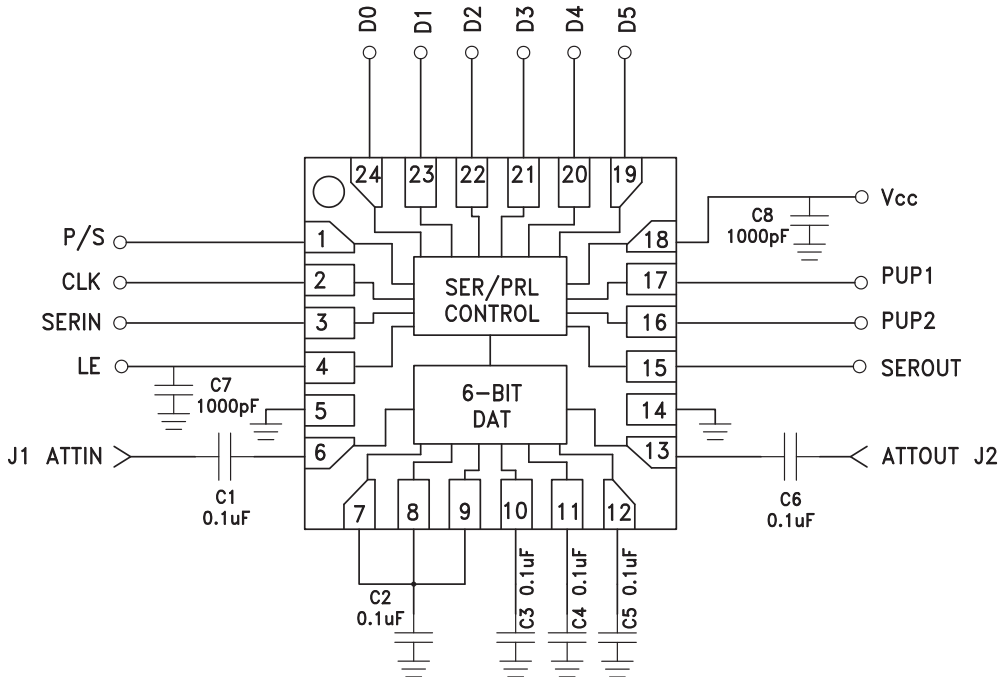 D0
D1
D2
D3
D4
D5
24
23
22
21
20
19
Vcc
C8
1000pF
P/S
1
18
CLK
2
SER/PRL
CONTROL
17
PUP1
SERIN
3
16
PUP2
LE
4
15
SEROUT
C7
1000pF
6-BIT
DAT
5
14
J1 ATTIN
6
13
ATTOUT J2
C1
0.1uF
C6
0.1uF
7
8
9
10
11
12
C2
0.1uF
C3 0.1uF
C4 0.1uF
C5 0.1uF